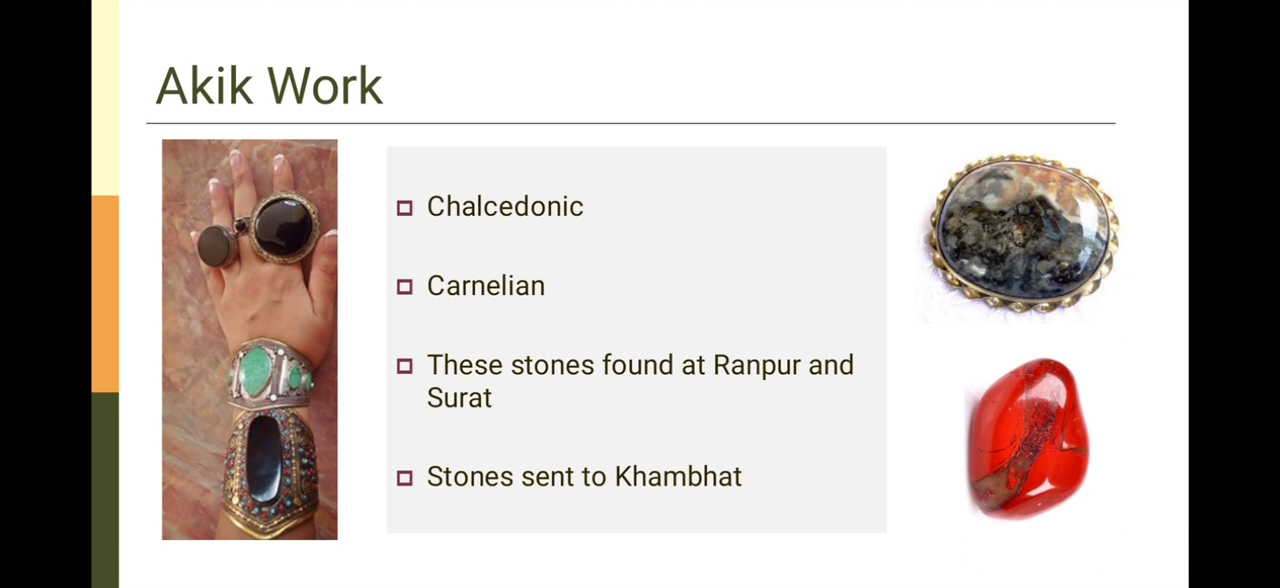 Akik Work
Chalcedonic
Carnelian
These stones found at Ranpur and
Surat
Stones sent to Khambhat